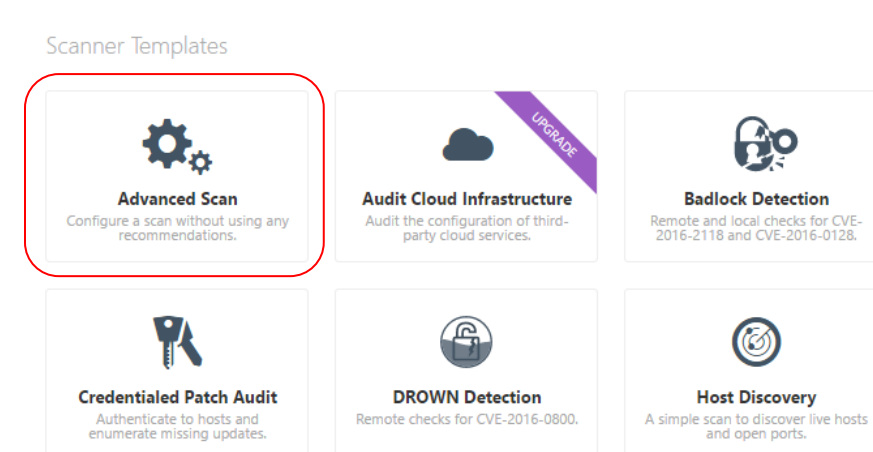 Scanner Templates
UPGRADE
Advanced Scan
Configure a scan without using any
recommendations.
Audit Cloud Infrastructure
Audit the configuration of third-
party cloud services.
Badlock Detection
Remote and local checks for CVE-
2016-2118 and CVE-2016-0128.
Credentialed Patch Audit
Authenticate to hosts and
enumerate missing updates.
DROWN Detection
Remote checks for CVE-2016-0800.
Host Discovery
A simple scan to discover live hosts
and open ports.